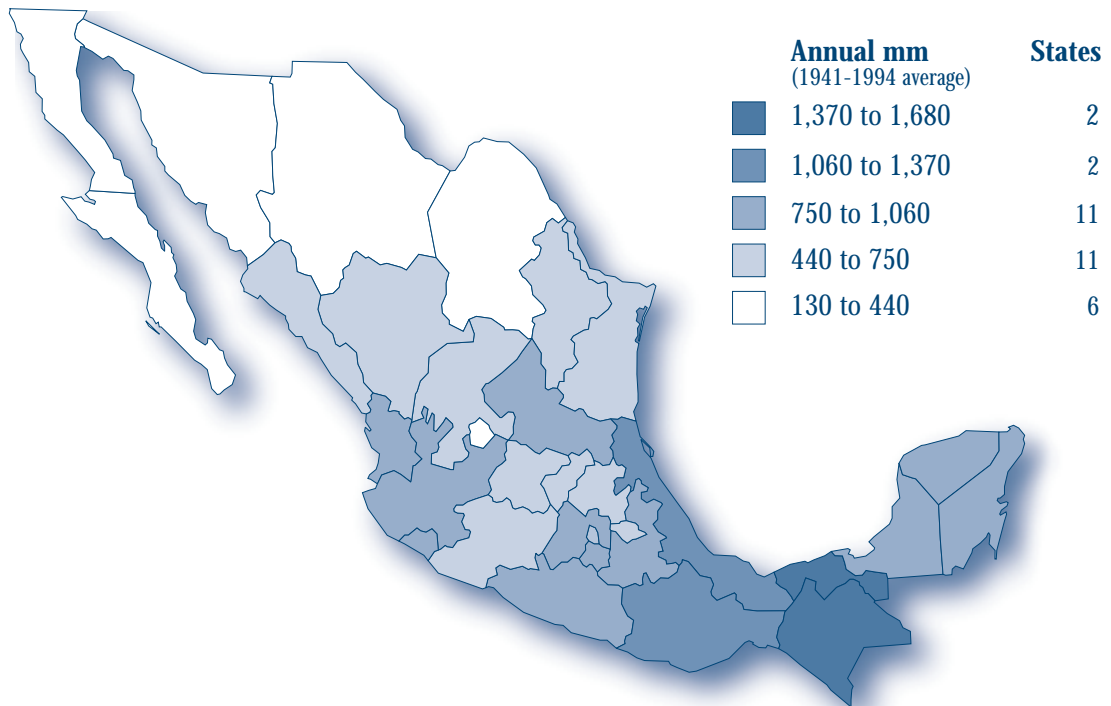 Annual mm States
(1941-1994 average)
1,370 to 1,680 2
1,060 to 1,370 2
750 to 1,060 11
440 to 750 11
130 to 440 6